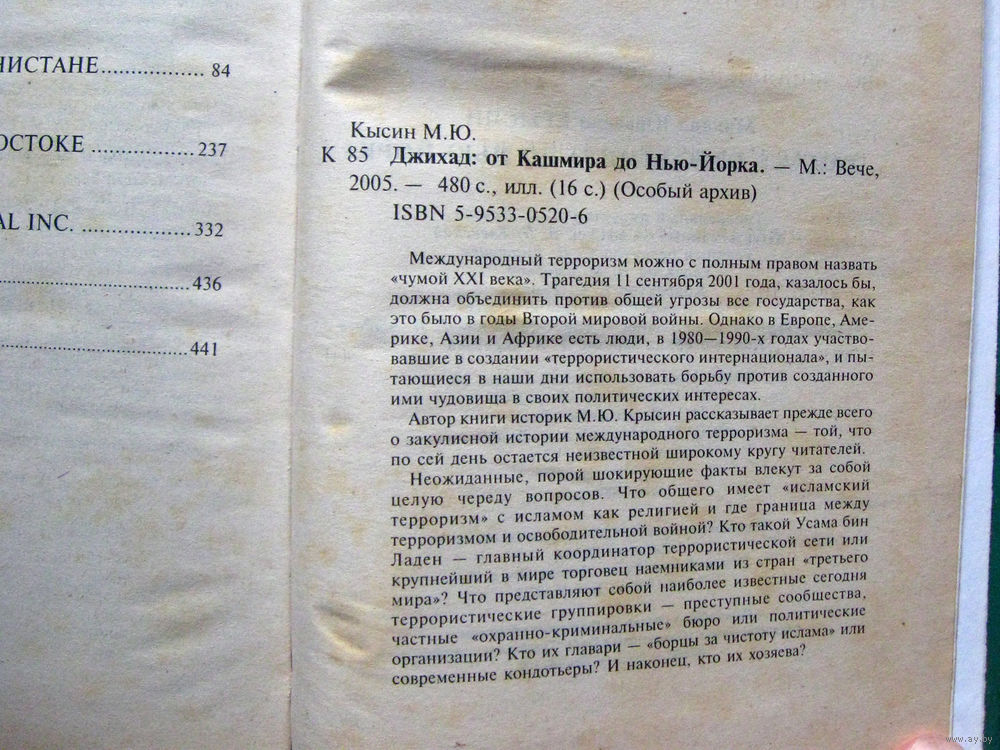 НИСТАНЕ................. 84
ОСТОКЕ ................. 237
AL INC. .................. 332
.............................. 436
.............................. 441
Кысин М.Ю.
К 85 Джихад: от Кашмира до Нью-Йорка. — М.: Вече,
2005. — 480 с., илл. (16 с.) (Особый архив)
ISBN 5-9533-0520-6
Международный терроризм можно с полным правом назвать
«чумой XXI века». Трагедия 11 сентября 2001 года, казалось бы,
должна объединить против общей угрозы все государства, как
это было в годы Второй мировой войны. Однако в Европе, Аме-
рике, Азии и Африке есть люди, в 1980—1990-х годах участво-
вавшие в создании «террористического интернационала», и пы-
тающиеся в наши дни использовать борьбу против созданного
ими чудовища в своих политических интересах.
Автор книги историк М.Ю. Крысин рассказывает прежде всего
о закулисной истории международного терроризма — той, что
по сей день остается неизвестной широкому кругу читателей.
Неожиданные, порой шокирующие факты влекут за собой
целую череду вопросов. Что общего имеет «исламский
терроризм» с исламом как религией и где граница между
терроризмом и освободительной войной? Кто такой Усама бин
Ладен — главный координатор террористической сети или
крупнейший в мире торговец наемниками из стран «третьего
мира»? Что представляют собой наиболее известные сегодня
террористические группировки — преступные сообщества,
частные «охранно-криминальные» бюро или политические
организации? Кто их главари — «борцы за чистоту ислама» или
современные кондотьеры? И наконец, кто их хозяева?
www.ay.by